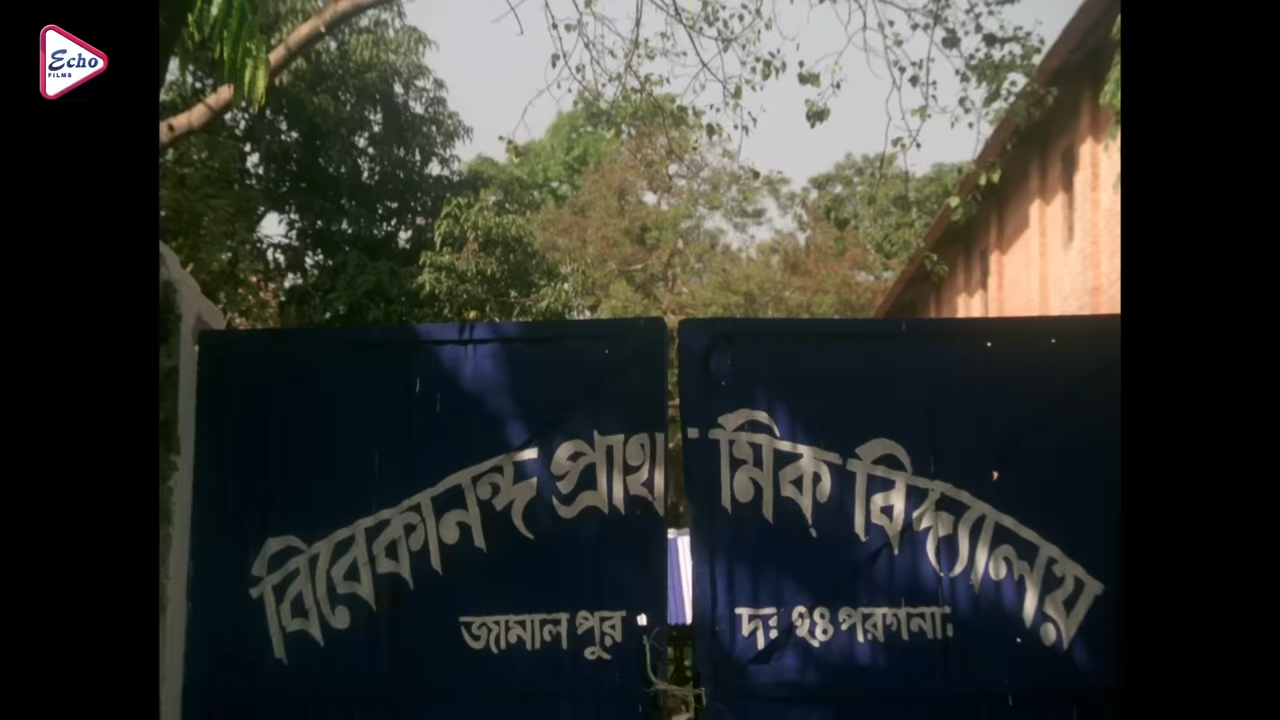 Echo
FILMS
বিবেকানন্দ প্রাথমিক বিদ্যালয়
জামাল পুর দঃ ২৪ পরগনা.